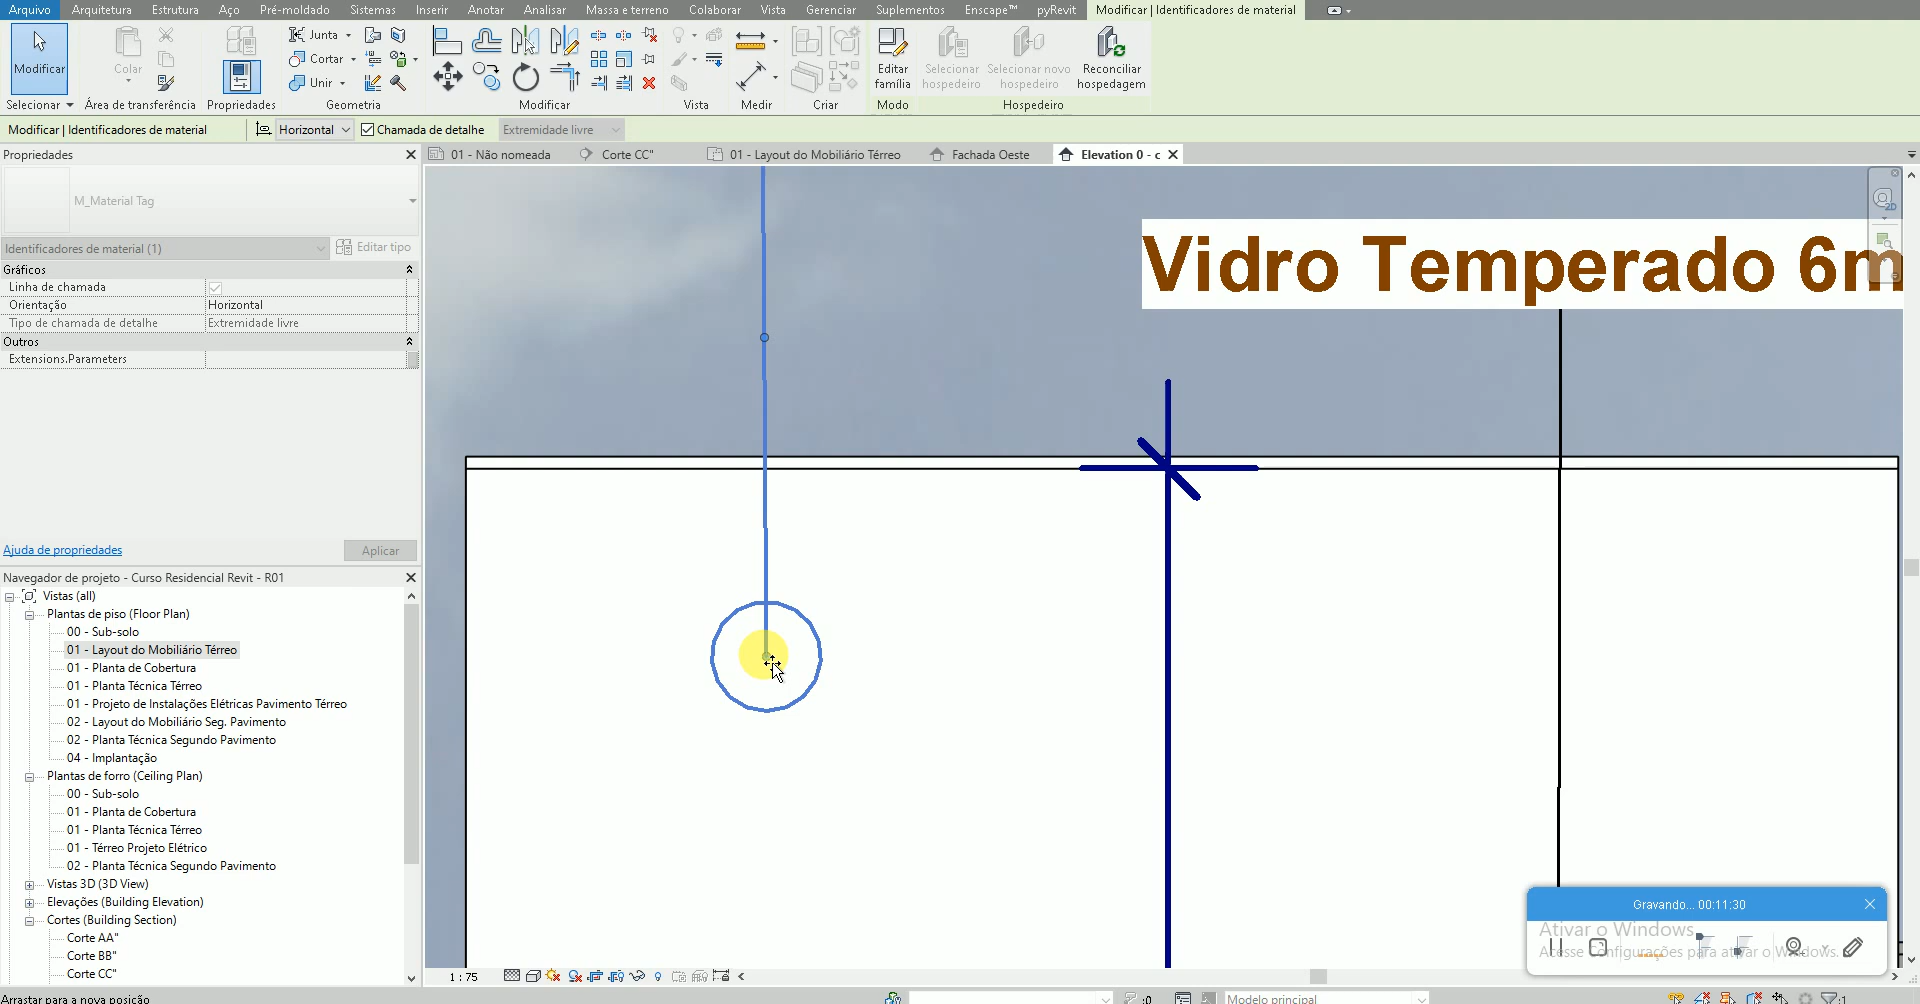 Arquivo Arquitetura Estrutura Aço Pré-moldado Sistemas Inserir Anotar Analisar Massa e terreno Colaborar Vista Gerenciar Suplementos Enscape™ pyRevit Modificar | Identificadores de material
Modificar Colar Junta Cortar Unir Editar família Selecionar hospedeiro Selecionar novo hospedeiro Reconciliar hospedagem
Selecionar Área de transferência Propriedades Geometria Modificar Vista Medir Criar Modo Hospedeiro
Modificar | Identificadores de material Horizontal Chamada de detalhe Extremidade livre
Propriedades
01 - Não nomeada Corte CC" 01 - Layout do Mobiliário Térreo Fachada Oeste Elevation 0 - c
M_Material Tag
Identificadores de material (1) Editar tipo
Gráficos
Linha de chamada
Orientação Horizontal
Tipo de chamada de detalhe Extremidade livre
Outros
Extensions.Parameters
Ajuda de propriedades Aplicar
Navegador de projeto - Curso Residencial Revit - R01
Vistas (all)
Plantas de piso (Floor Plan)
00 - Sub-solo
01 - Layout do Mobiliário Térreo
01 - Planta de Cobertura
01 - Planta Técnica Térreo
01 - Projeto de Instalações Elétricas Pavimento Térreo
02 - Layout do Mobiliário Seg. Pavimento
02 - Planta Técnica Segundo Pavimento
04 - Implantação
Plantas de forro (Ceiling Plan)
00 - Sub-solo
01 - Planta de Cobertura
01 - Planta Técnica Térreo
01 - Térreo Projeto Elétrico
02 - Planta Técnica Segundo Pavimento
Vistas 3D (3D View)
Elevações (Building Elevation)
Cortes (Building Section)
Corte AA"
Corte BB"
Corte CC"
Vidro Temperado 6m
2D
Gravando... 00:11:30
Ativar o Windows
Acesse Configurações para ativar o Windows.
1 : 75
Arrastar para a nova posição
:0
Modelo principal
:1